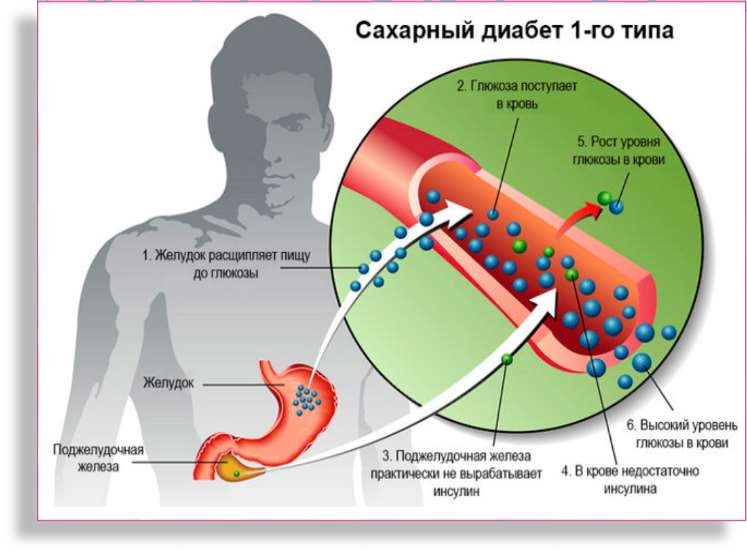 Сахарный диабет 1-го типа
2. Глюкоза поступает
в кровь
5. Рост уровня
глюкозы в крови
1. Желудок расщипляет пищу
до глюкозы
Желудок
Поджелудочная
железа
3. Поджелудочная железа
практически не вырабатывает
инсулин
4. В крове недостаточно
инсулина
6. Высокий уровень
глюкозы в крови